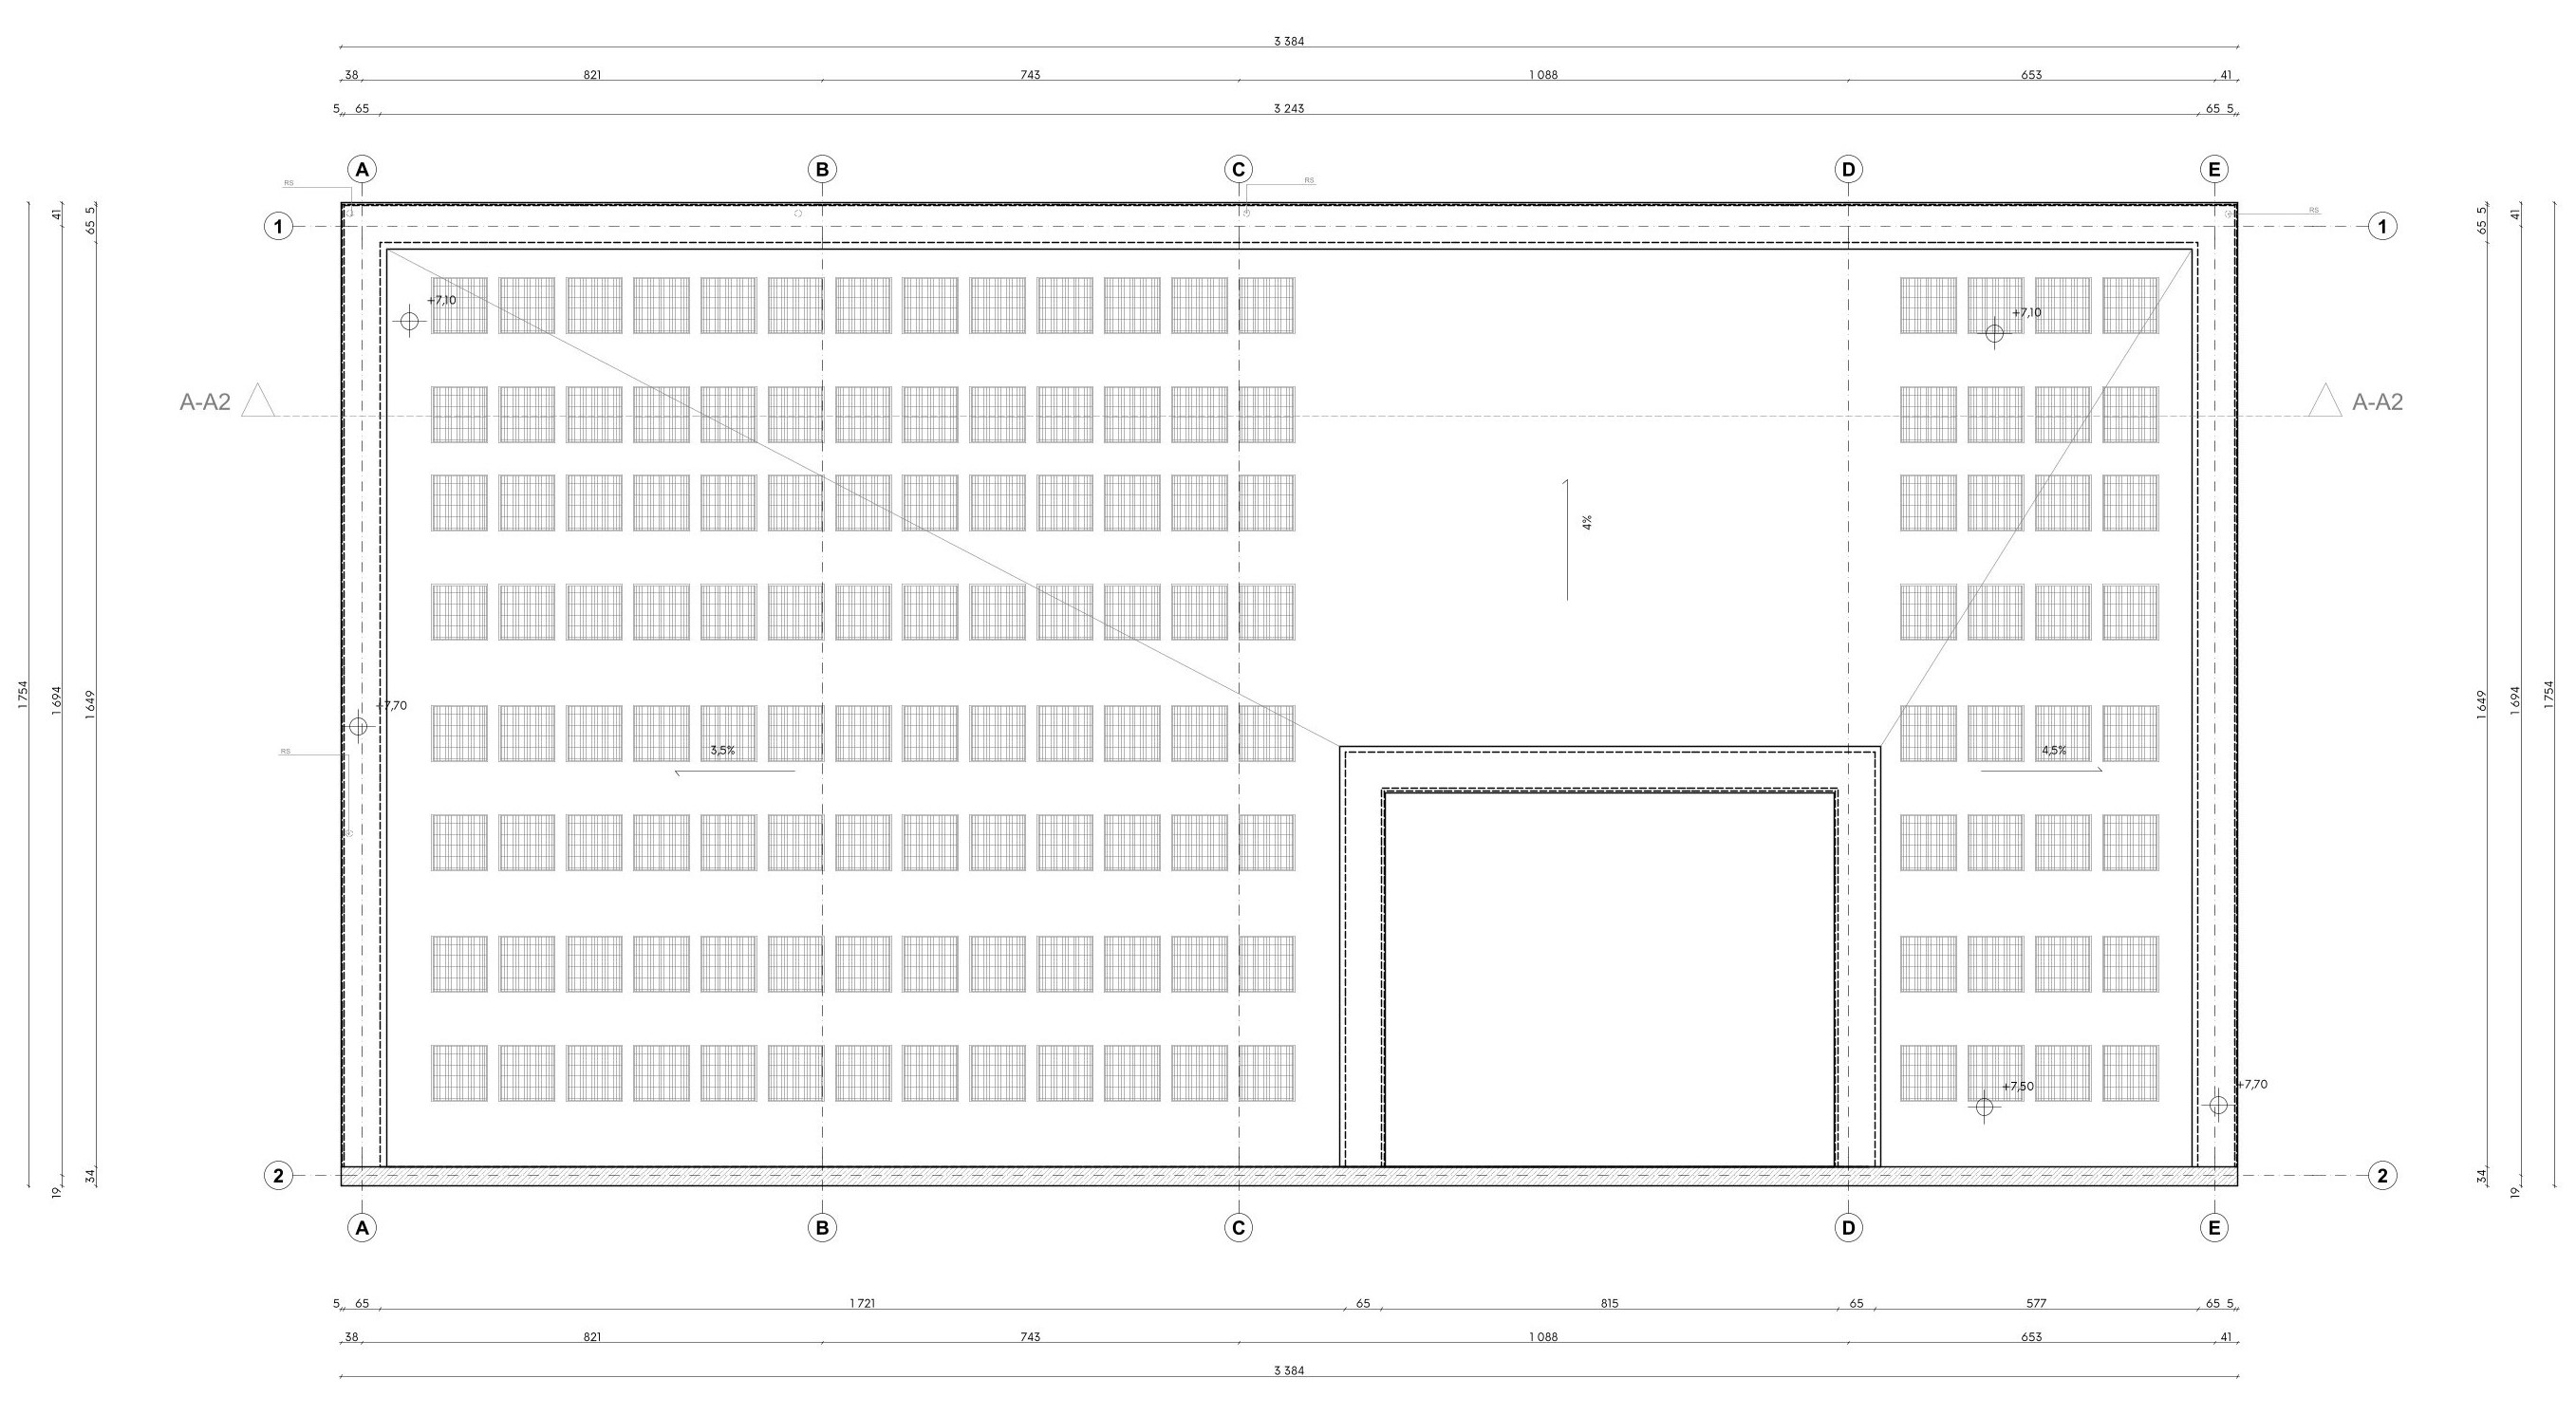 3 384
38 821 743 1 088 653 41
5 65 3 243 65 5
A B C D E
RS RS
41 65 5 65 5 41
RS
1 1
+7,10 +7,10
A-A2 A-A2
4%
1 754 1 694 1 649 1 649 1 694 1 754
+7,70
RS
3,5% 4,5%
+7,50 +7,70
2 2
19 34 34 19
A B C D E
5 65 1 721 65 815 65 577 65 5
38 821 743 1 088 653 41
3 384